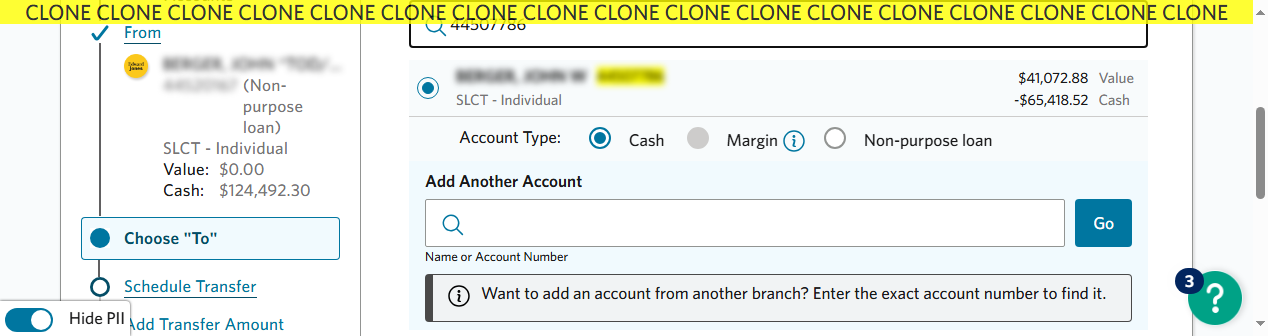 CLONE CLONE CLONE CLONE CLONE CLONE CLONE CLONE CLONE CLONE CLONE CLONE CLONE CLONE CLONE CLONE CLONE
From
44507786
Edward Jones
(Non-
purpose
loan)
SLCT - Individual
Value: $0.00
Cash: $124,492.30
Choose "To"
Schedule Transfer
Add Transfer Amount
Hide PII
SLCT - Individual
$41,072.88 Value
-$65,418.52 Cash
Account Type: Cash Margin Non-purpose loan
Add Another Account
Go
Name or Account Number
Want to add an account from another branch? Enter the exact account number to find it.
3
?